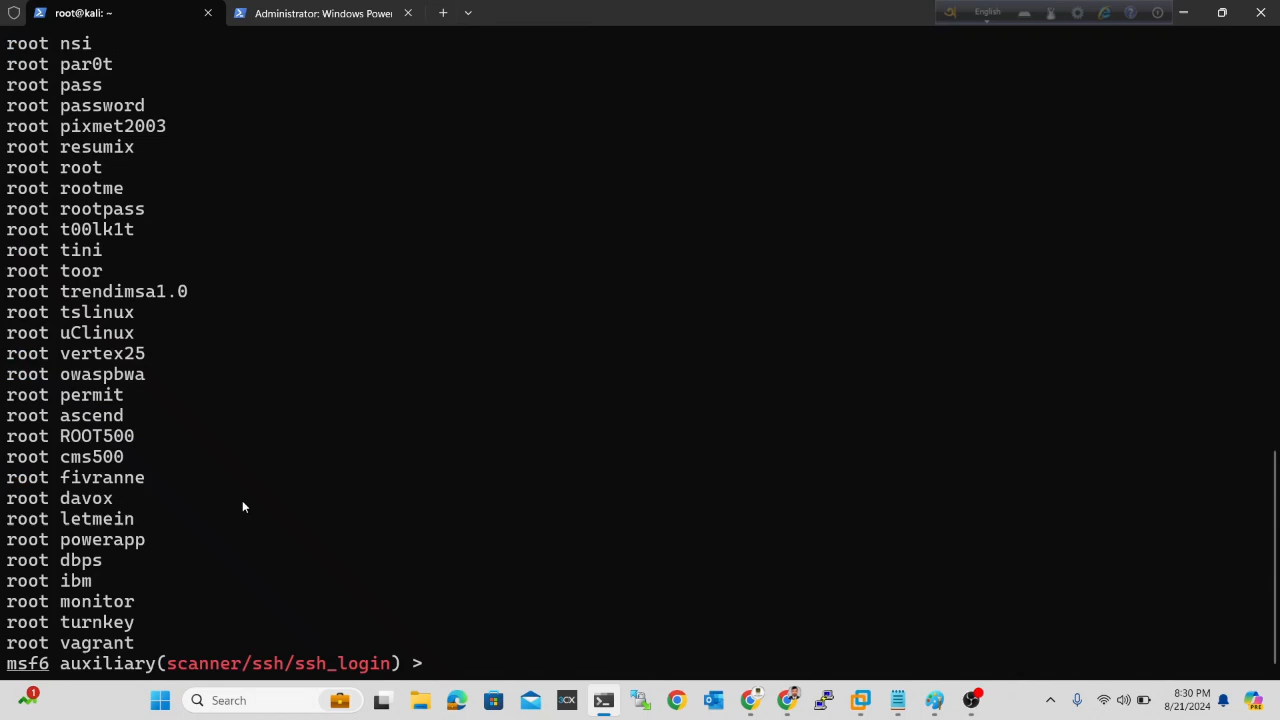 root@kali: ~
Administrator: Windows Power
English
root nsi
root par0t
root pass
root password
root pixmet2003
root resumix
root root
root rootme
root rootpass
root t00lk1t
root tini
root toor
root trendimsa1.0
root tslinux
root uClinux
root vertex25
root owaspbwa
root permit
root ascend
root ROOT500
root cms500
root fivranne
root davox
root letmein
root powerapp
root dbps
root ibm
root monitor
root turnkey
root vagrant
msf6 auxiliary(scanner/ssh/ssh_login) >
1
Search
3CX
8:30 PM
8/21/2024
PRE